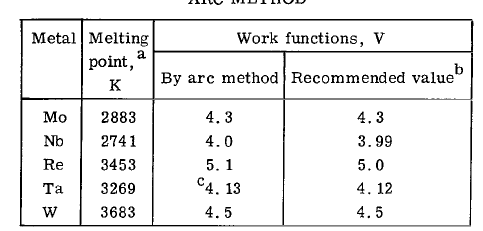 ARC METHOD
Metal Melting point,a K Work functions, V
By arc method Recommended valueb
Mo 2883 4.3 4.3
Nb 2741 4.0 3.99
Re 3453 5.1 5.0
Ta 3269 c4.13 4.12
W 3683 4.5 4.5